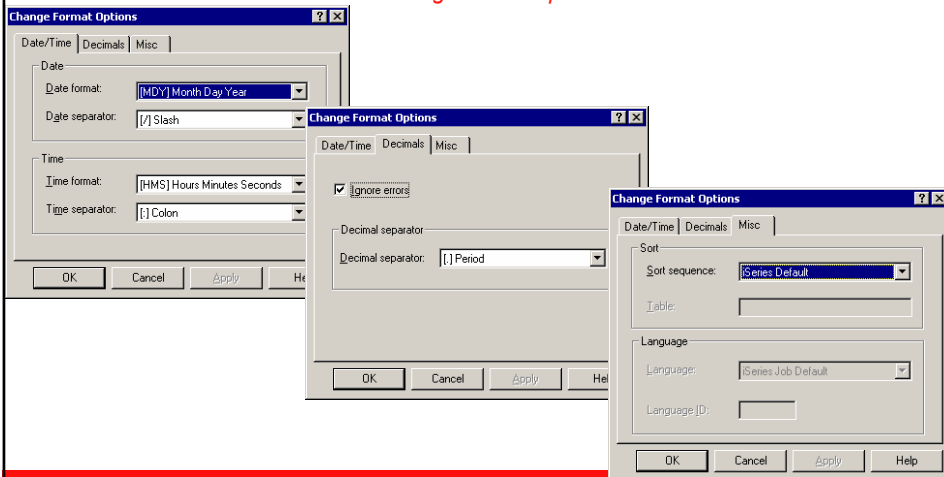 Change Format Options
Date/Time Decimals Misc
Date
Date format: [MDY] Month Day Year
Date separator: [/] Slash
Time
Time format: [HMS] Hours Minutes Seconds
Time separator: [:] Colon
OK Cancel Apply He
Change Format Options
Date/Time Decimals Misc
Ignore errors
Decimal separator
Decimal separator: [.] Period
OK Cancel Apply Hel
Change Format Options
Date/Time Decimals Misc
Sort
Sort sequence: iSeries Default
Table:
Language
Language: iSeries Job Default
Language ID:
OK Cancel Apply Help